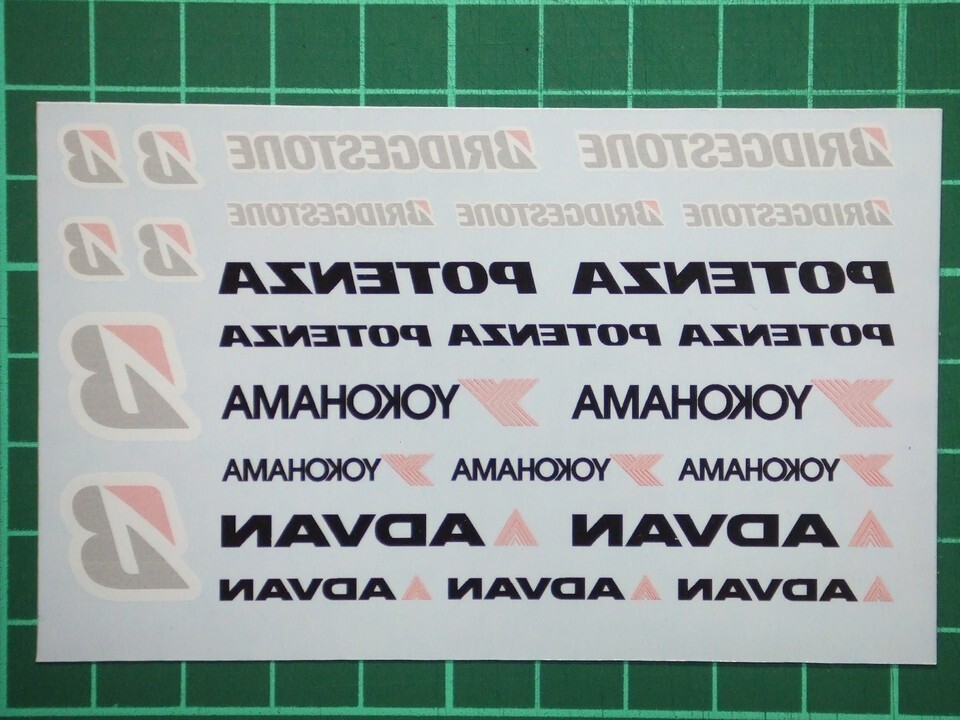 BRIDGESTONE BRIDGESTONE
BRIDGESTONE BRIDGESTONE BRIDGESTONE
POTENZA POTENZA
POTENZA POTENZA POTENZA
YOKOHAMA YOKOHAMA
YOKOHAMA YOKOHAMA YOKOHAMA
ADVAN ADVAN
ADVAN ADVAN ADVAN